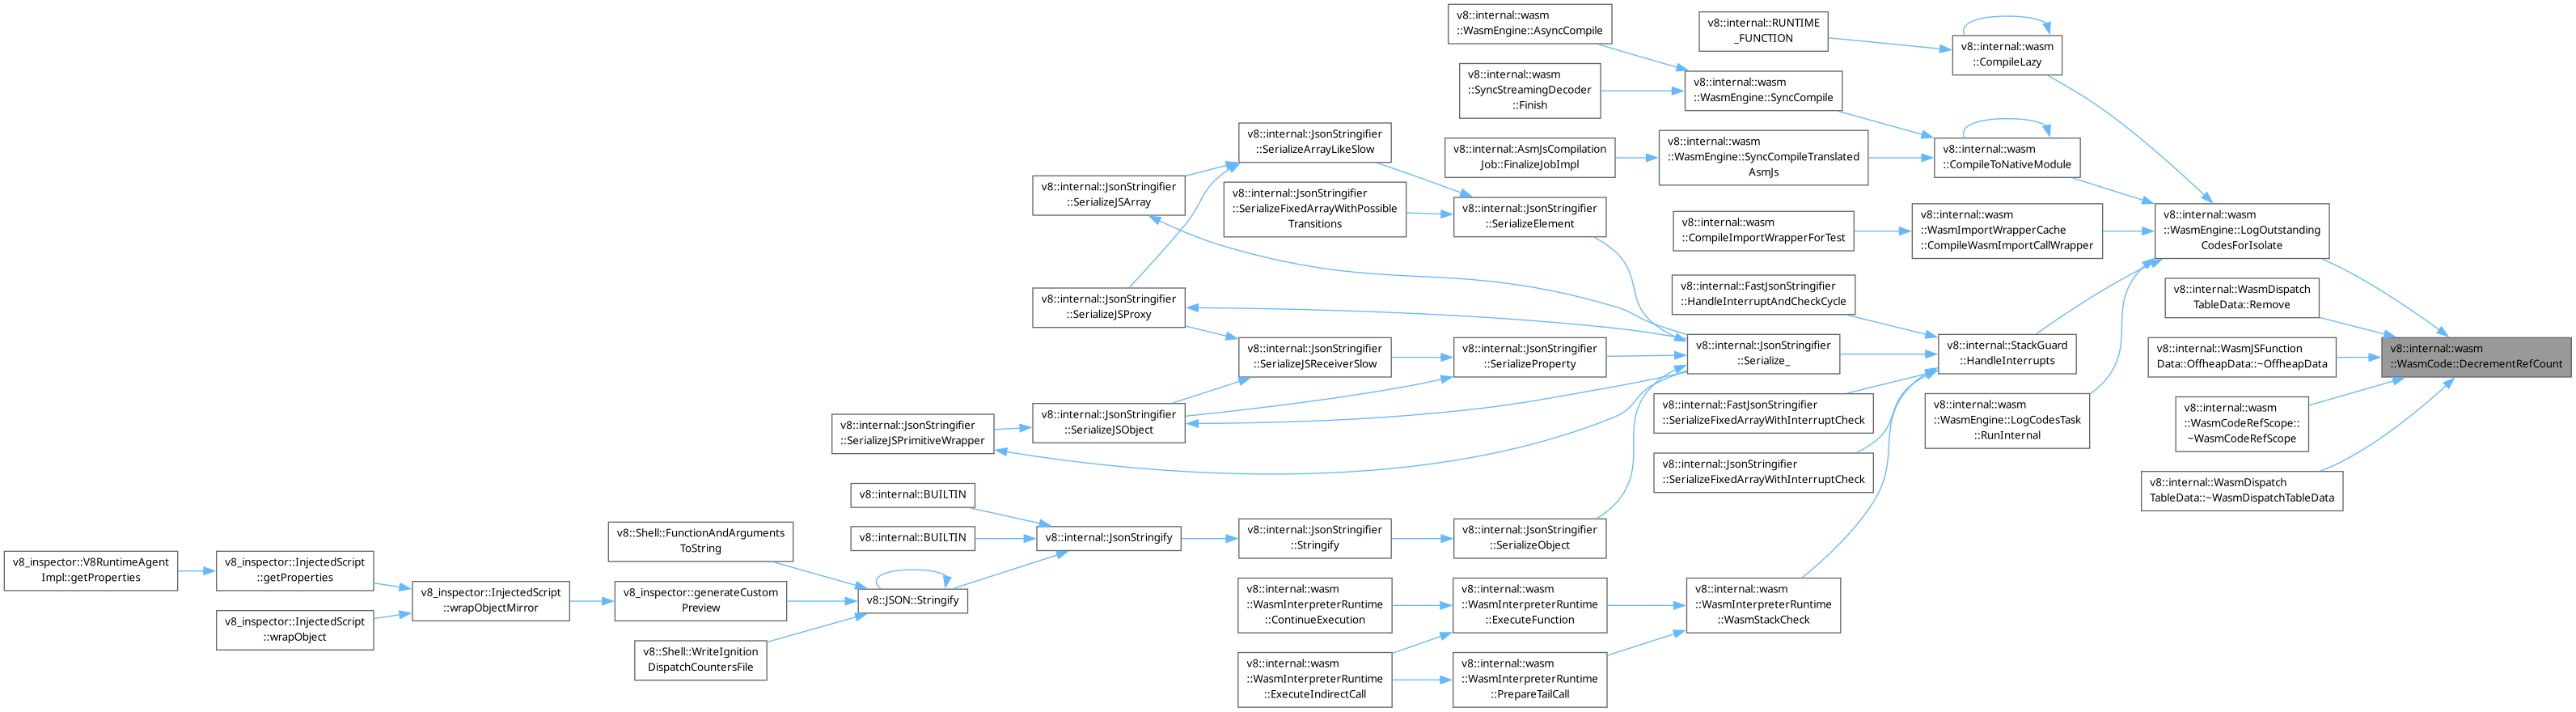 v8::internal::wasm
::WasmEngine::AsyncCompile
v8::internal::RUNTIME
_FUNCTION
v8::internal::wasm
::CompileLazy
v8::internal::wasm
::SyncStreamingDecoder
::Finish
v8::internal::wasm
::WasmEngine::SyncCompile
v8::internal::JsonStringifier
::SerializeArrayLikeSlow
v8::internal::AsmJsCompilation
Job::FinalizeJobImpl
v8::internal::wasm
::WasmEngine::SyncCompileTranslated
AsmJs
v8::internal::wasm
::CompileToNativeModule
v8::internal::JsonStringifier
::SerializeJSArray
v8::internal::JsonStringifier
::SerializeFixedArrayWithPossible
Transitions
v8::internal::JsonStringifier
::SerializeElement
v8::internal::wasm
::CompileImportWrapperForTest
v8::internal::wasm
::WasmImportWrapperCache
::CompileWasmImportCallWrapper
v8::internal::wasm
::WasmEngine::LogOutstanding
CodesForIsolate
v8::internal::JsonStringifier
::SerializeJSProxy
v8::internal::FastJsonStringifier
::HandleInterruptAndCheckCycle
v8::internal::WasmDispatch
TableData::Remove
v8::internal::JsonStringifier
::SerializeJSReceiverSlow
v8::internal::JsonStringifier
::SerializeProperty
v8::internal::JsonStringifier
::Serialize_
v8::internal::StackGuard
::HandleInterrupts
v8::internal::WasmJSFunction
Data::OffheapData::~OffheapData
v8::internal::wasm
::WasmCode::DecrementRefCount
v8::internal::JsonStringifier
::SerializeJSPrimitiveWrapper
v8::internal::JsonStringifier
::SerializeJSObject
v8::internal::FastJsonStringifier
::SerializeFixedArrayWithInterruptCheck
v8::internal::wasm
::WasmEngine::LogCodesTask
::RunInternal
v8::internal::wasm
::WasmCodeRefScope::
~WasmCodeRefScope
v8::internal::JsonStringifier
::SerializeFixedArrayWithInterruptCheck
v8::internal::WasmDispatch
TableData::~WasmDispatchTableData
v8::internal::BUILTIN
v8::internal::BUILTIN
v8::internal::JsonStringify
v8::internal::JsonStringifier
::Stringify
v8::internal::JsonStringifier
::SerializeObject
v8::Shell::FunctionAndArguments
ToString
v8_inspector::V8RuntimeAgent
Impl::getProperties
v8_inspector::InjectedScript
::getProperties
v8_inspector::InjectedScript
::wrapObjectMirror
v8_inspector::generateCustom
Preview
v8::JSON::Stringify
v8_inspector::InjectedScript
::wrapObject
v8::Shell::WriteIgnition
DispatchCountersFile
v8::internal::wasm
::WasmInterpreterRuntime
::ContinueExecution
v8::internal::wasm
::WasmInterpreterRuntime
::ExecuteFunction
v8::internal::wasm
::WasmInterpreterRuntime
::WasmStackCheck
v8::internal::wasm
::WasmInterpreterRuntime
::ExecuteIndirectCall
v8::internal::wasm
::WasmInterpreterRuntime
::PrepareTailCall